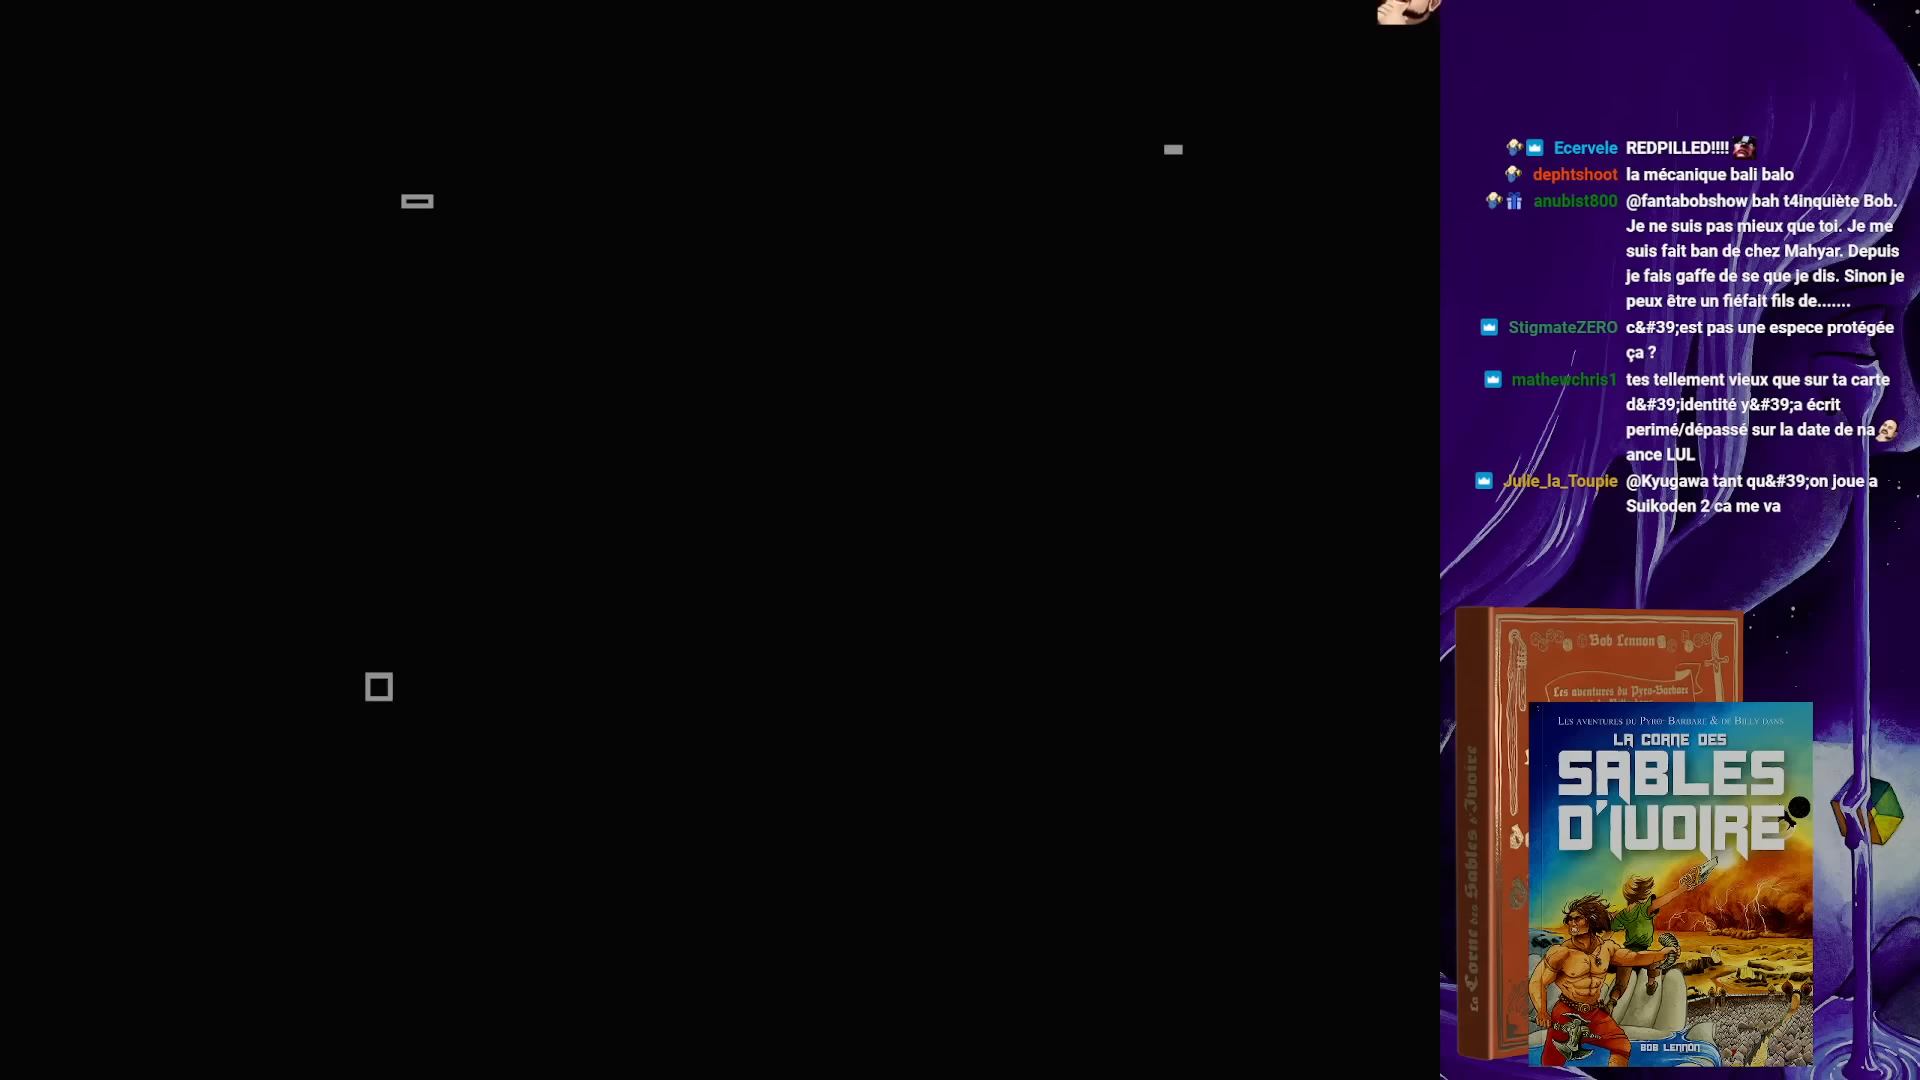 Ecervele REDPILLED!!!!
dephtshoot la mécanique bali balo
anubist800 @fantabobshow bah t4inquiète Bob.
Je ne suis pas mieux que toi. Je me
suis fait ban de chez Mahyar. Depuis
je fais gaffe de se que je dis. Sinon je
peux être un fiéfait fils de.......
StigmateZERO c&#39;est pas une espece protégée
ça ?
mathewchris1 tes tellement vieux que sur ta carte
d&#39;identité y&#39;a écrit
perimé/dépassé sur la date de na
ance LUL
Julie_la_Toupie @Kyugawa tant qu&#39;on joue a
Suikoden 2 ca me va
Bob Lennon
Les aventures du Pyro-Barbare
La Corne des Sables d'Ivoire
LES AVENTURES DU PYRO-BARBARE & DE BILLY DANS
LA CORNE DES
SABLES
D'IVOIRE
BOB LENNON